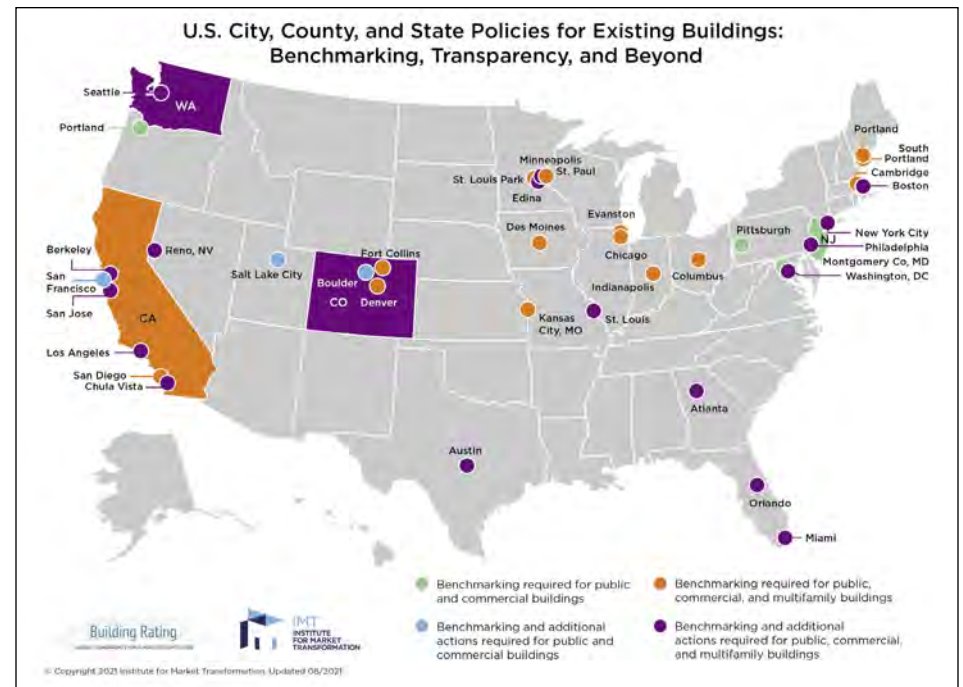 U.S. City, County, and State Policies for Existing Buildings:
Benchmarking, Transparency, and Beyond
Seattle
WA
Portland
Minneapolis
St. Louis Park
St. Paul
Edina
Portland
South
Portland
Cambridge
Boston
Evanston
Des Moines
Chicago
Pittsburgh
NJ
New York City
Philadelphia
Montgomery Co, MD
Washington, DC
Berkeley
San
Francisco
San Jose
Reno, NV
Salt Lake City
Fort Collins
Boulder
CO
Denver
Indianapolis
Columbus
Kansas
City, MO
St. Louis
CA
Los Angeles
San Diego
Chula Vista
Atlanta
Austin
Orlando
Miami
Benchmarking required for public
and commercial buildings
Benchmarking required for public,
commercial, and multifamily buildings
Benchmarking and additional
actions required for public and
commercial buildings
Benchmarking and additional
actions required for public, commercial,
and multifamily buildings
Building Rating
IMT
INSTITUTE
FOR MARKET
TRANSFORMATION
© Copyright 2021 Institute for Market Transformation. Updated 08/2021